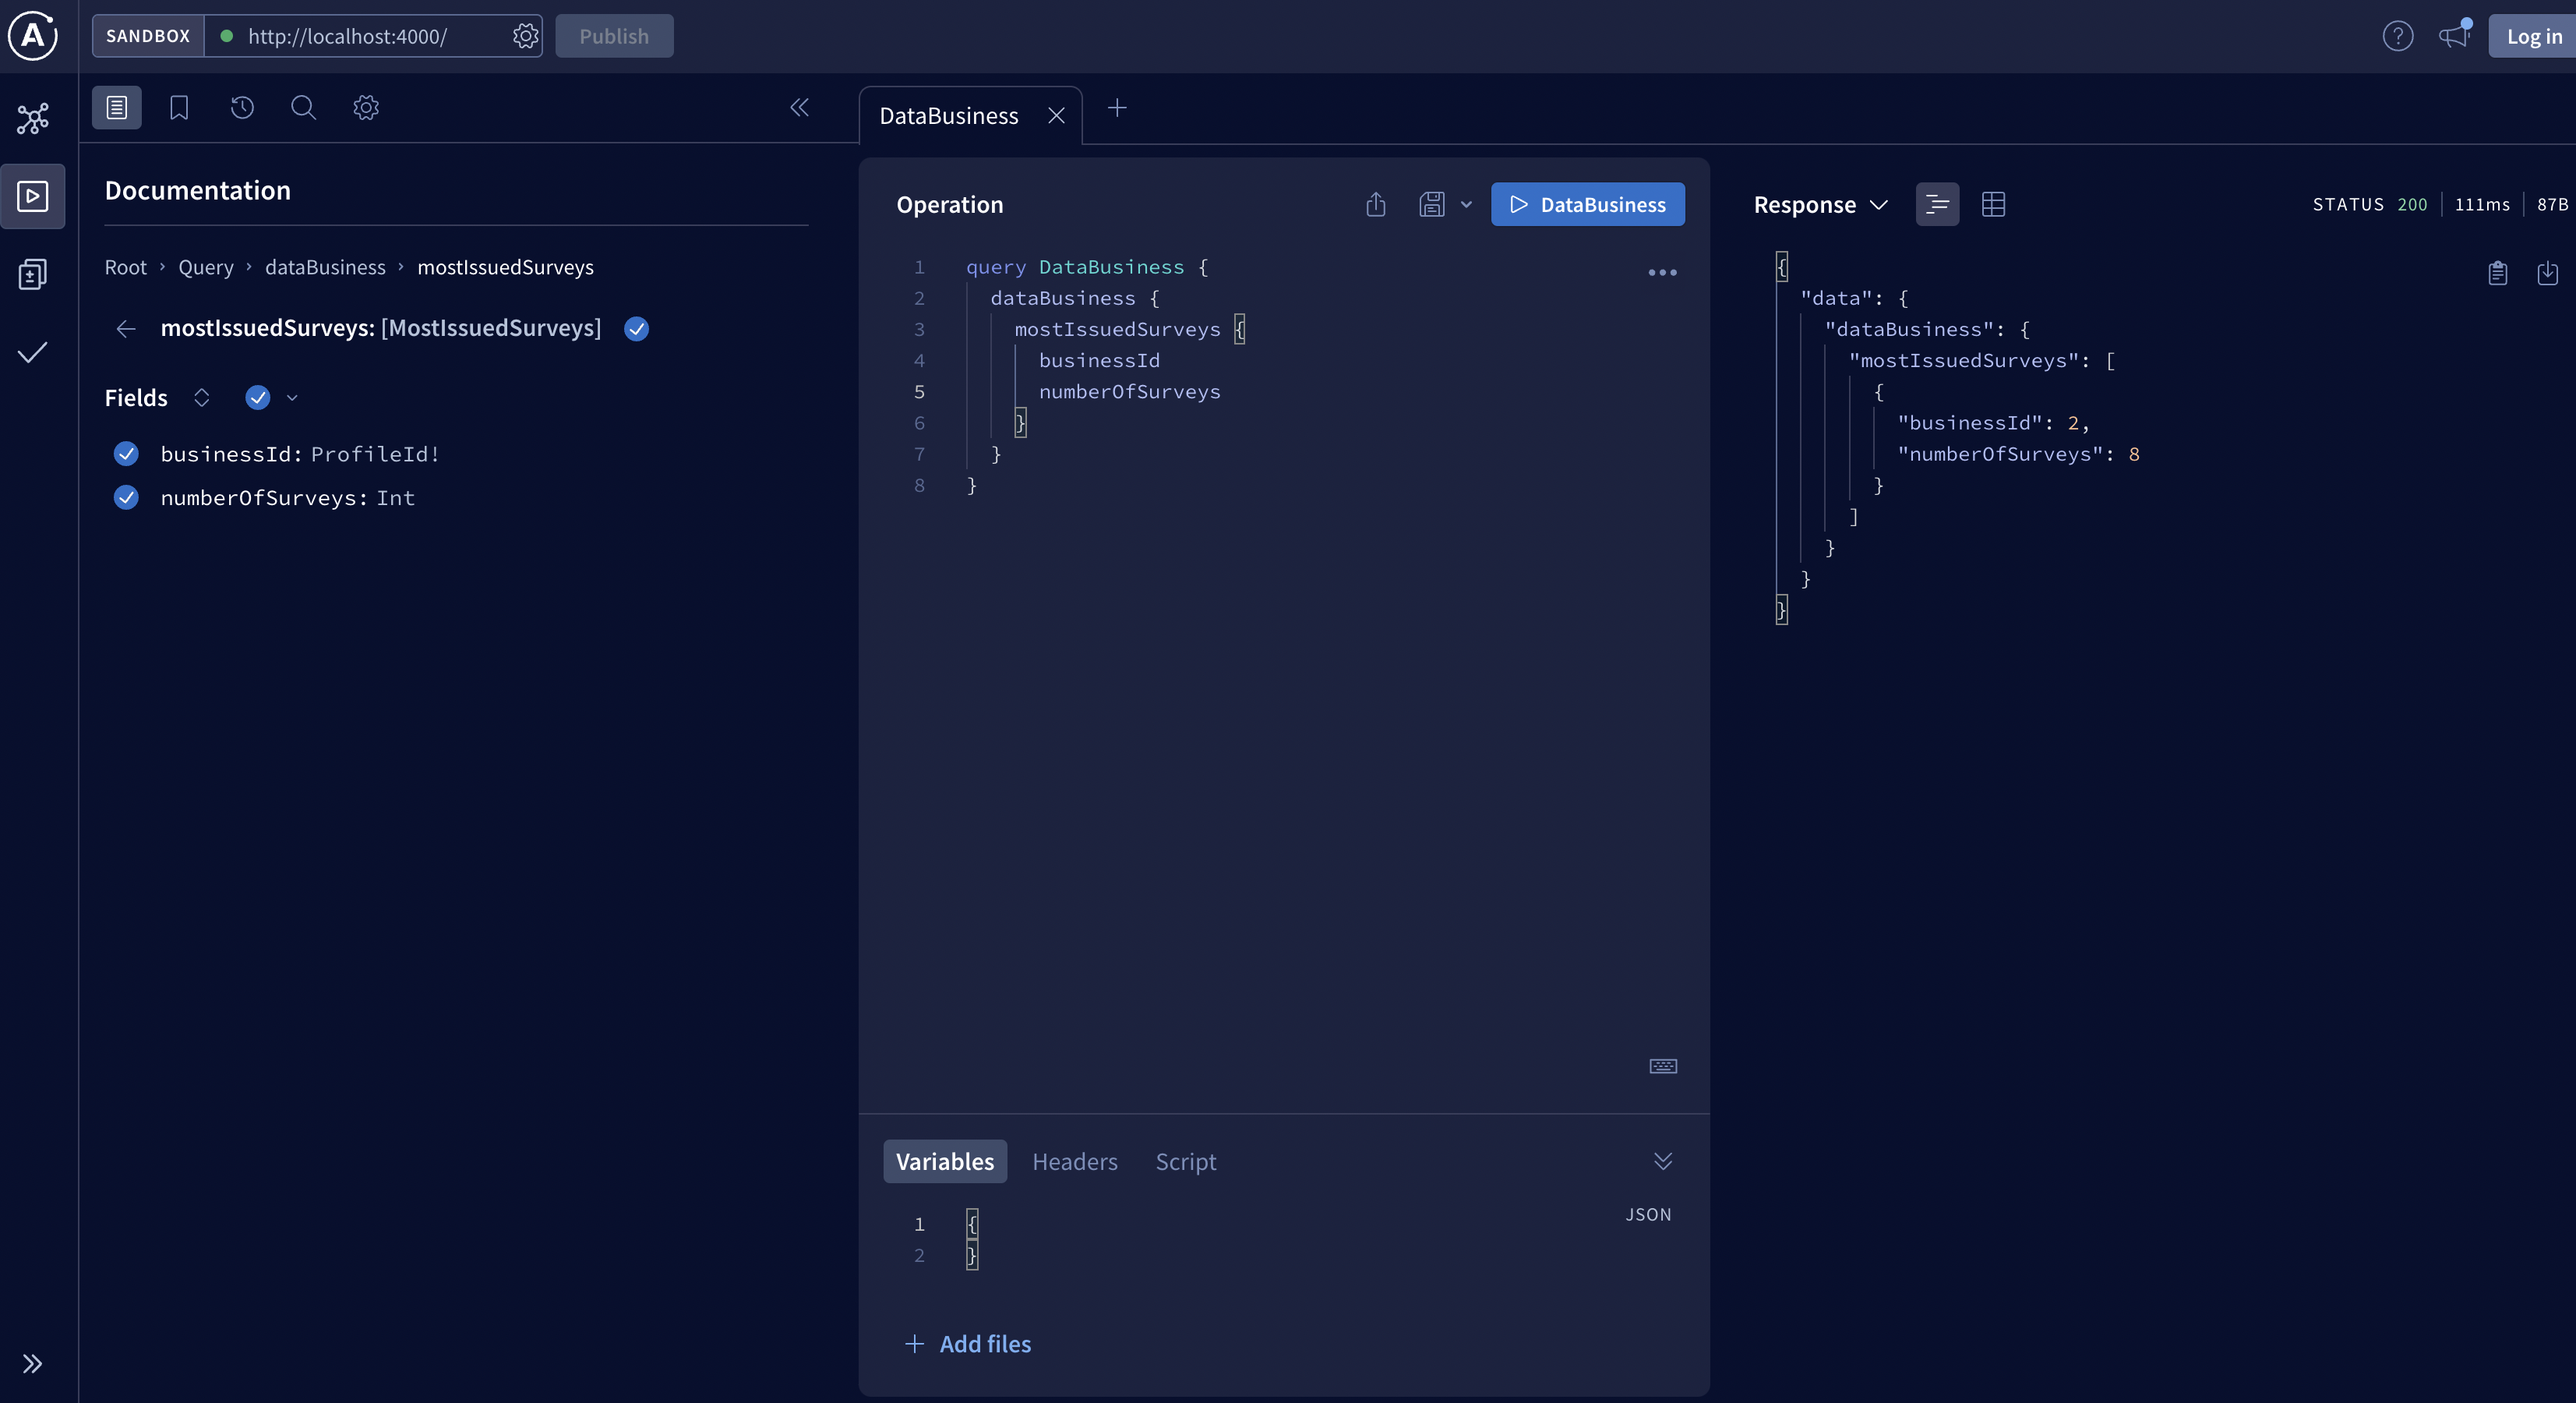 SANDBOX
http://localhost:4000/
Publish
Log in
DataBusiness
Documentation
Root › Query › dataBusiness › mostIssuedSurveys
mostIssuedSurveys: [MostIssuedSurveys]
Fields
businessId: ProfileId!
numberOfSurveys: Int
Operation
DataBusiness
1 query DataBusiness {
2 dataBusiness {
3 mostIssuedSurveys {
4 businessId
5 numberOfSurveys
6 }
7 }
8 }
Variables
Headers
Script
JSON
1 {
2 }
+ Add files
Response
STATUS 200
111ms
87B
{
"data": {
"dataBusiness": {
"mostIssuedSurveys": [
{
"businessId": 2,
"numberOfSurveys": 8
}
]
}
}
}